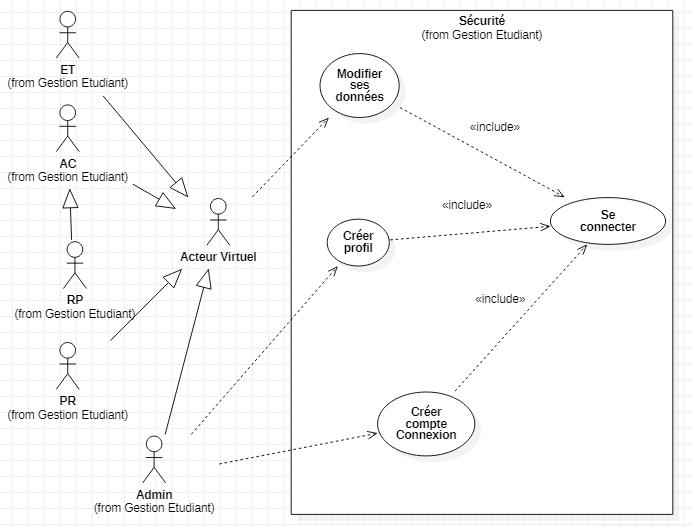 ET
(from Gestion Etudiant)
AC
(from Gestion Etudiant)
RP
(from Gestion Etudiant)
PR
(from Gestion Etudiant)
Admin
(from Gestion Etudiant)
Acteur Virtuel
Sécurité
(from Gestion Etudiant)
Modifier
ses
données
«include»
Créer
profil
«include»
Se
connecter
«include»
Créer
compte
Connexion